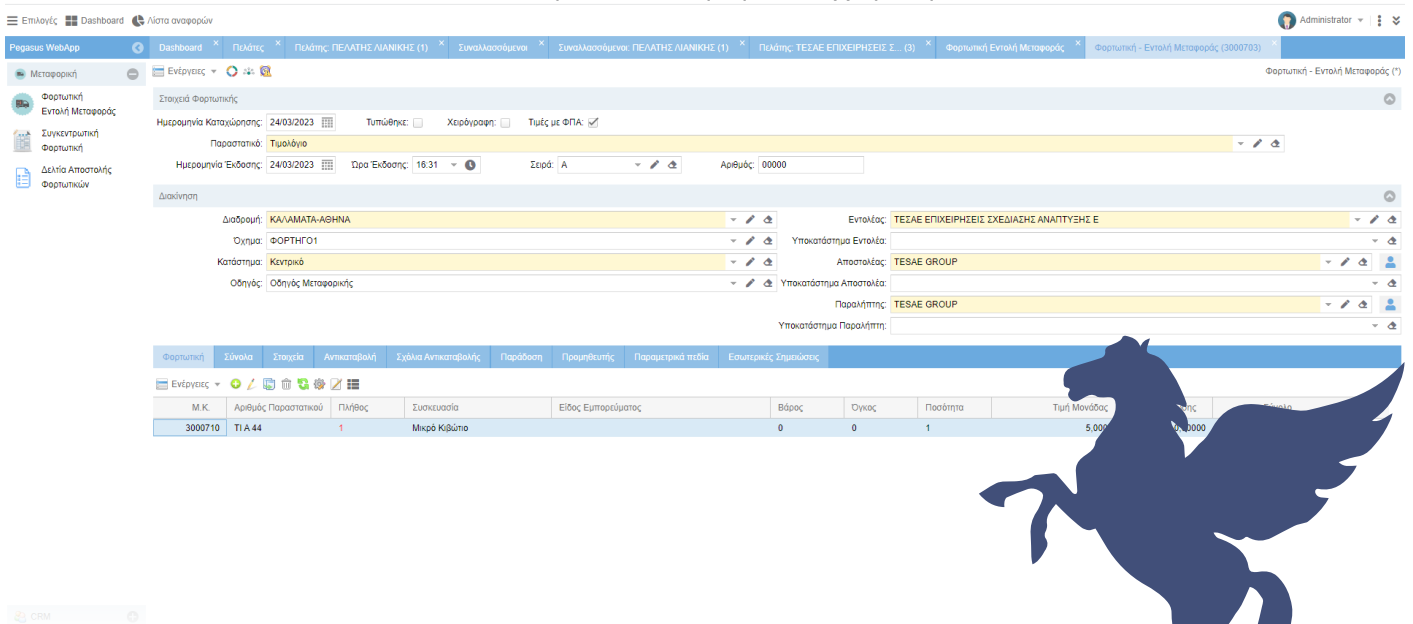 Επιλογές Dashboard Λίστα αναφορών Administrator
Pegasus WebApp Dashboard Πελάτες Πελάτης: ΠΕΛΑΤΗΣ ΛΙΑΝΙΚΗΣ (1) Συναλλασσόμενοι Συναλλασσόμενοι: ΠΕΛΑΤΗΣ ΛΙΑΝΙΚΗΣ (1) Πελάτης: ΤΕΣΑΕ ΕΠΙΧΕΙΡΗΣΕΙΣ Σ... (3) Φορτωτική Εντολή Μεταφοράς Φορτωτική - Εντολή Μεταφοράς (3000703)
Μεταφορική Ενέργειες Φορτωτική - Εντολή Μεταφοράς (*)
Φορτωτική
Εντολή Μεταφοράς
Συγκεντρωτική
Φορτωτική
Δελτία Αποστολής
Φορτωτικών
Στοιχειά Φορτωτικής
Ημερομηνία Καταχώρησης: 24/03/2023 Τυπώθηκε: Χειρόγραφη: Τιμές με ΦΠΑ:
Παραστατικό: Τιμολόγιο
Ημερομηνία Έκδοσης: 24/03/2023 Ώρα Έκδοσης: 16:31 Σειρά: Α Αριθμός: 00000
Διακίνηση
Διαδρομή: ΚΑΛΑΜΑΤΑ-ΑΘΗΝΑ Εντολέας: ΤΕΣΑΕ ΕΠΙΧΕΙΡΗΣΕΙΣ ΣΧΕΔΙΑΣΗΣ ΑΝΑΠΤΥΞΗΣ Ε
Όχημα: ΦΟΡΤΗΓΟ1 Υποκατάστημα Εντολέα:
Κατάστημα: Κεντρικό Αποστολέας: TESAE GROUP
Οδηγός: Οδηγός Μεταφορικής Υποκατάστημα Αποστολέα:
Παραλήπτης: TESAE GROUP
Υποκατάστημα Παραλήπτη:
Φορτωτική Σύνολα Στοιχεία Αντικαταβολή Σχόλια Αντικαταβολής Παράδοση Προμηθευτής Παραμετρικά πεδία Εσωτερικές Σημειώσεις
Ενέργειες
Μ.Κ. Αριθμός Παραστατικού Πλήθος Συσκευασία Είδος Εμπορεύματος Βάρος Όγκος Ποσότητα Τιμή Μονάδας
3000710 ΤΙ Α 44 1 Μικρό Κιβώτιο 0 0 1
CRM